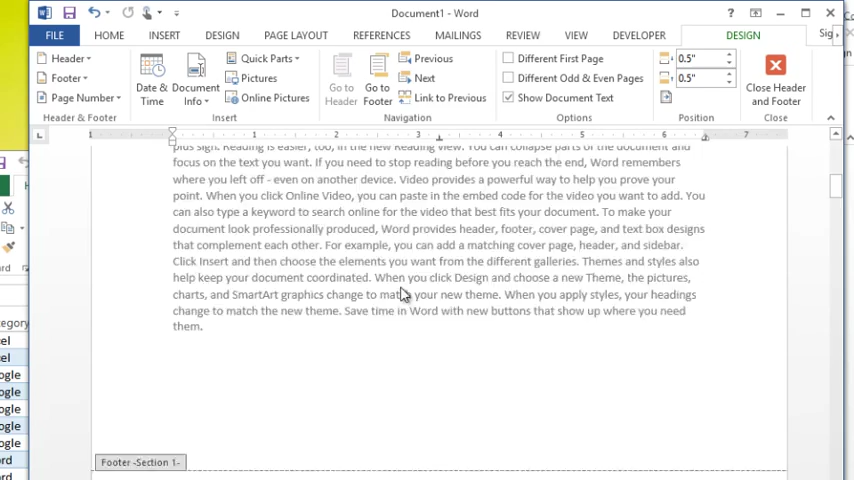 Document1 - Word
FILE HOME INSERT DESIGN PAGE LAYOUT REFERENCES MAILINGS REVIEW VIEW DEVELOPER DESIGN
Header
Footer
Page Number
Header & Footer
Date & Time
Document Info
Quick Parts
Pictures
Online Pictures
Insert
Go to Header
Go to Footer
Previous
Next
Link to Previous
Navigation
Different First Page
Different Odd & Even Pages
Show Document Text
Options
0.5"
0.5"
Position
Close Header and Footer
Close
1 1 2 3 4 5 6 7
plus sign. Reading is easier, too, in the new Reading view. You can collapse parts of the document and
focus on the text you want. If you need to stop reading before you reach the end, Word remembers
where you left off - even on another device. Video provides a powerful way to help you prove your
point. When you click Online Video, you can paste in the embed code for the video you want to add. You
can also type a keyword to search online for the video that best fits your document. To make your
document look professionally produced, Word provides header, footer, cover page, and text box designs
that complement each other. For example, you can add a matching cover page, header, and sidebar.
Click Insert and then choose the elements you want from the different galleries. Themes and styles also
help keep your document coordinated. When you click Design and choose a new Theme, the pictures,
charts, and SmartArt graphics change to match your new theme. When you apply styles, your headings
change to match the new theme. Save time in Word with new buttons that show up where you need
them.
Footer -Section 1-